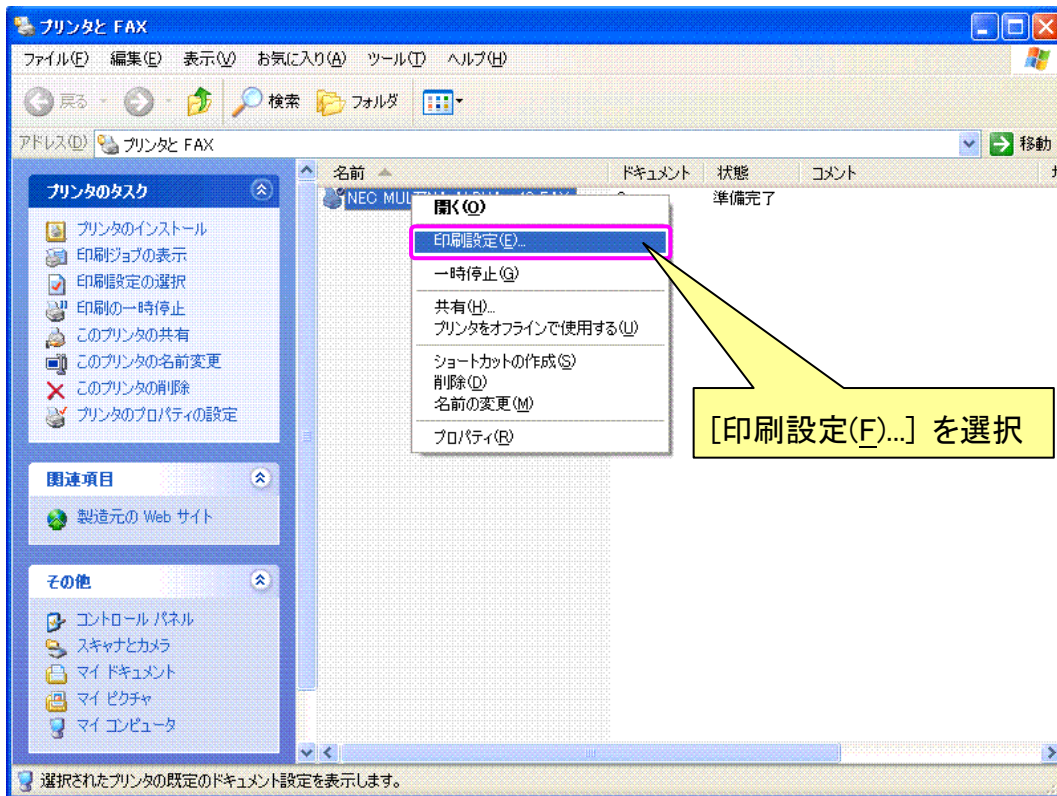 プリンタと FAX
ファイル(F) 編集(E) 表示(V) お気に入り(A) ツール(T) ヘルプ(H)
戻る 検索 フォルダ
アドレス(D) プリンタと FAX 移動
名前 ドキュメント 状態 コメント
NEC MUL 準備完了
プリンタのタスク
プリンタのインストール
印刷ジョブの表示
印刷設定の選択
印刷の一時停止
このプリンタの共有
このプリンタの名前変更
このプリンタの削除
プリンタのプロパティの設定
関連項目
製造元の Web サイト
その他
コントロール パネル
スキャナとカメラ
マイ ドキュメント
マイ ピクチャ
マイ コンピュータ
開く(O)
印刷設定(E)...
一時停止(G)
共有(H)...
プリンタをオフラインで使用する(U)
ショートカットの作成(S)
削除(D)
名前の変更(M)
プロパティ(R)
[印刷設定(F)...] を選択
選択されたプリンタの既定のドキュメント設定を表示します。